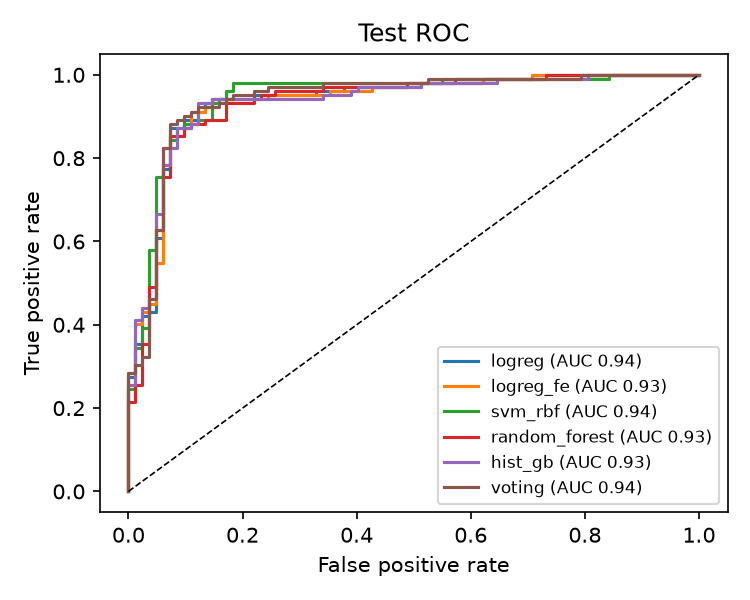 Test ROC
True positive rate
1.0
0.8
0.6
0.4
0.2
0.0
logreg (AUC 0.94)
logreg_fe (AUC 0.93)
svm_rbf (AUC 0.94)
random_forest (AUC 0.93)
hist_gb (AUC 0.93)
voting (AUC 0.94)
0.0 0.2 0.4 0.6 0.8 1.0
False positive rate